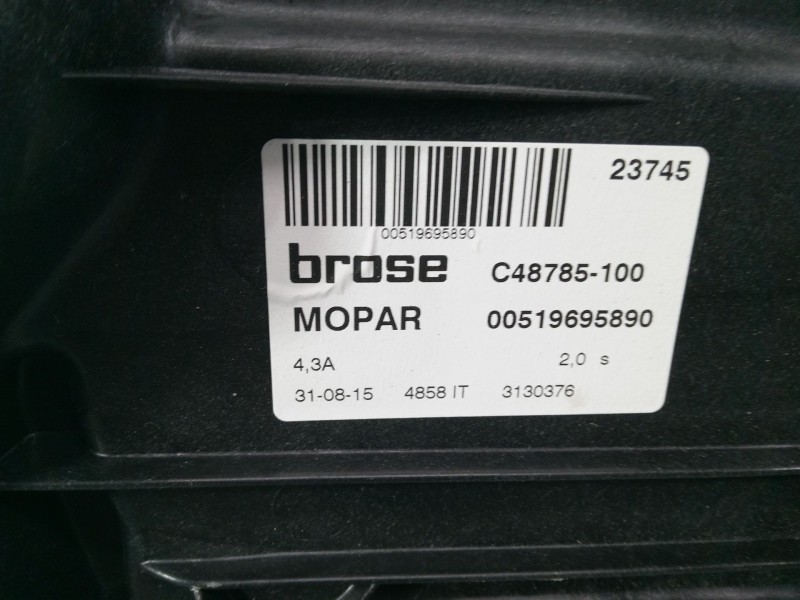 23745
00519695890
brose C48785-100
MOPAR 00519695890
4,3A 2,0 s
31-08-15 4858 IT 3130376